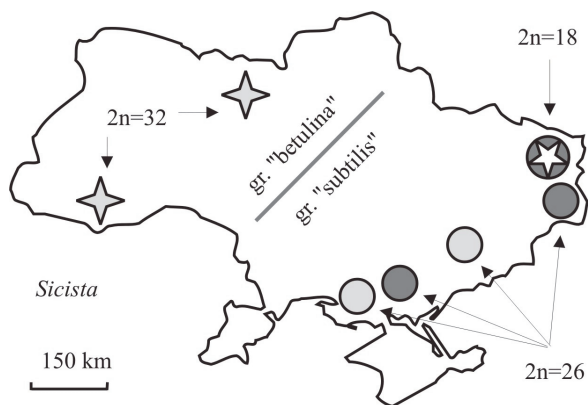 2n=18
2n=32
gr. "betulina"
gr. "subtilis"
Sicista
150 km
2n=26